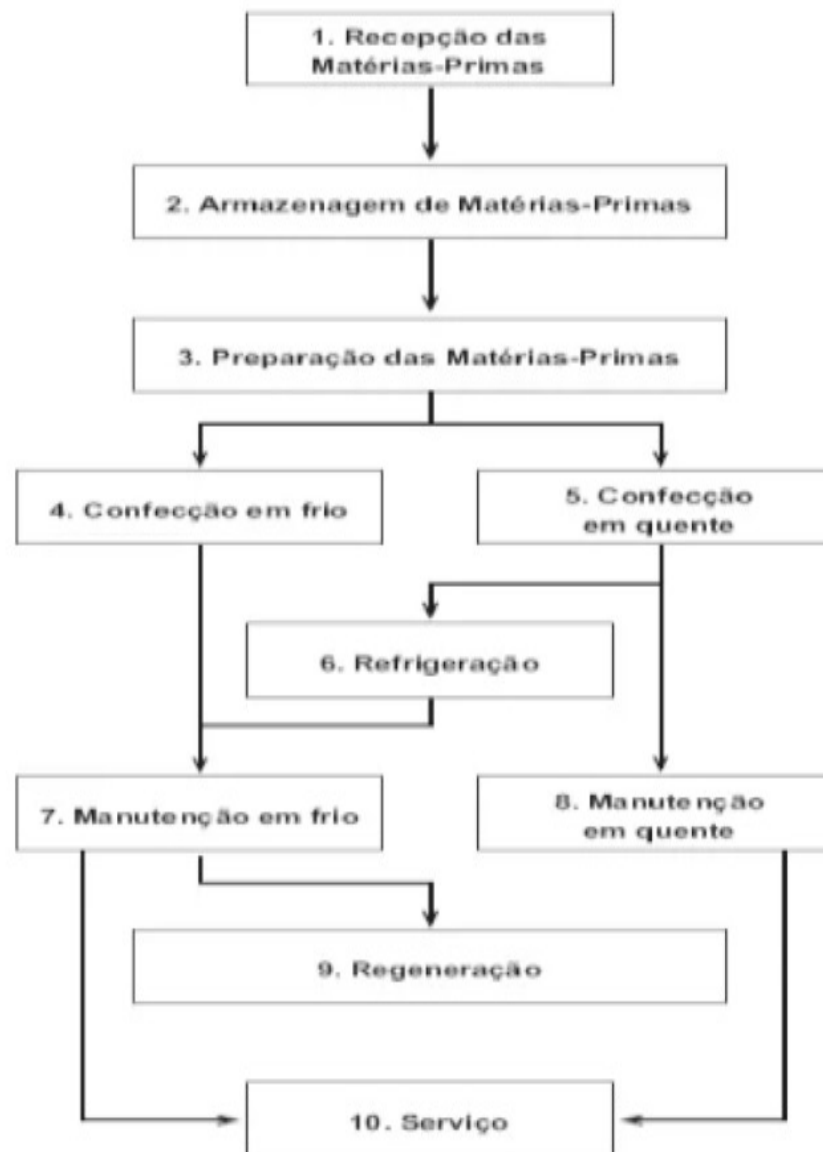 1. Recepção das
Matérias-Primas
2. Armazenagem de Matérias-Primas
3. Preparação das Matérias-Primas
4. Confecção em frio
5. Confecção
em quente
6. Refrigeração
7. Manutenção em frio
8. Manutenção
em quente
9. Regeneração
10. Serviço